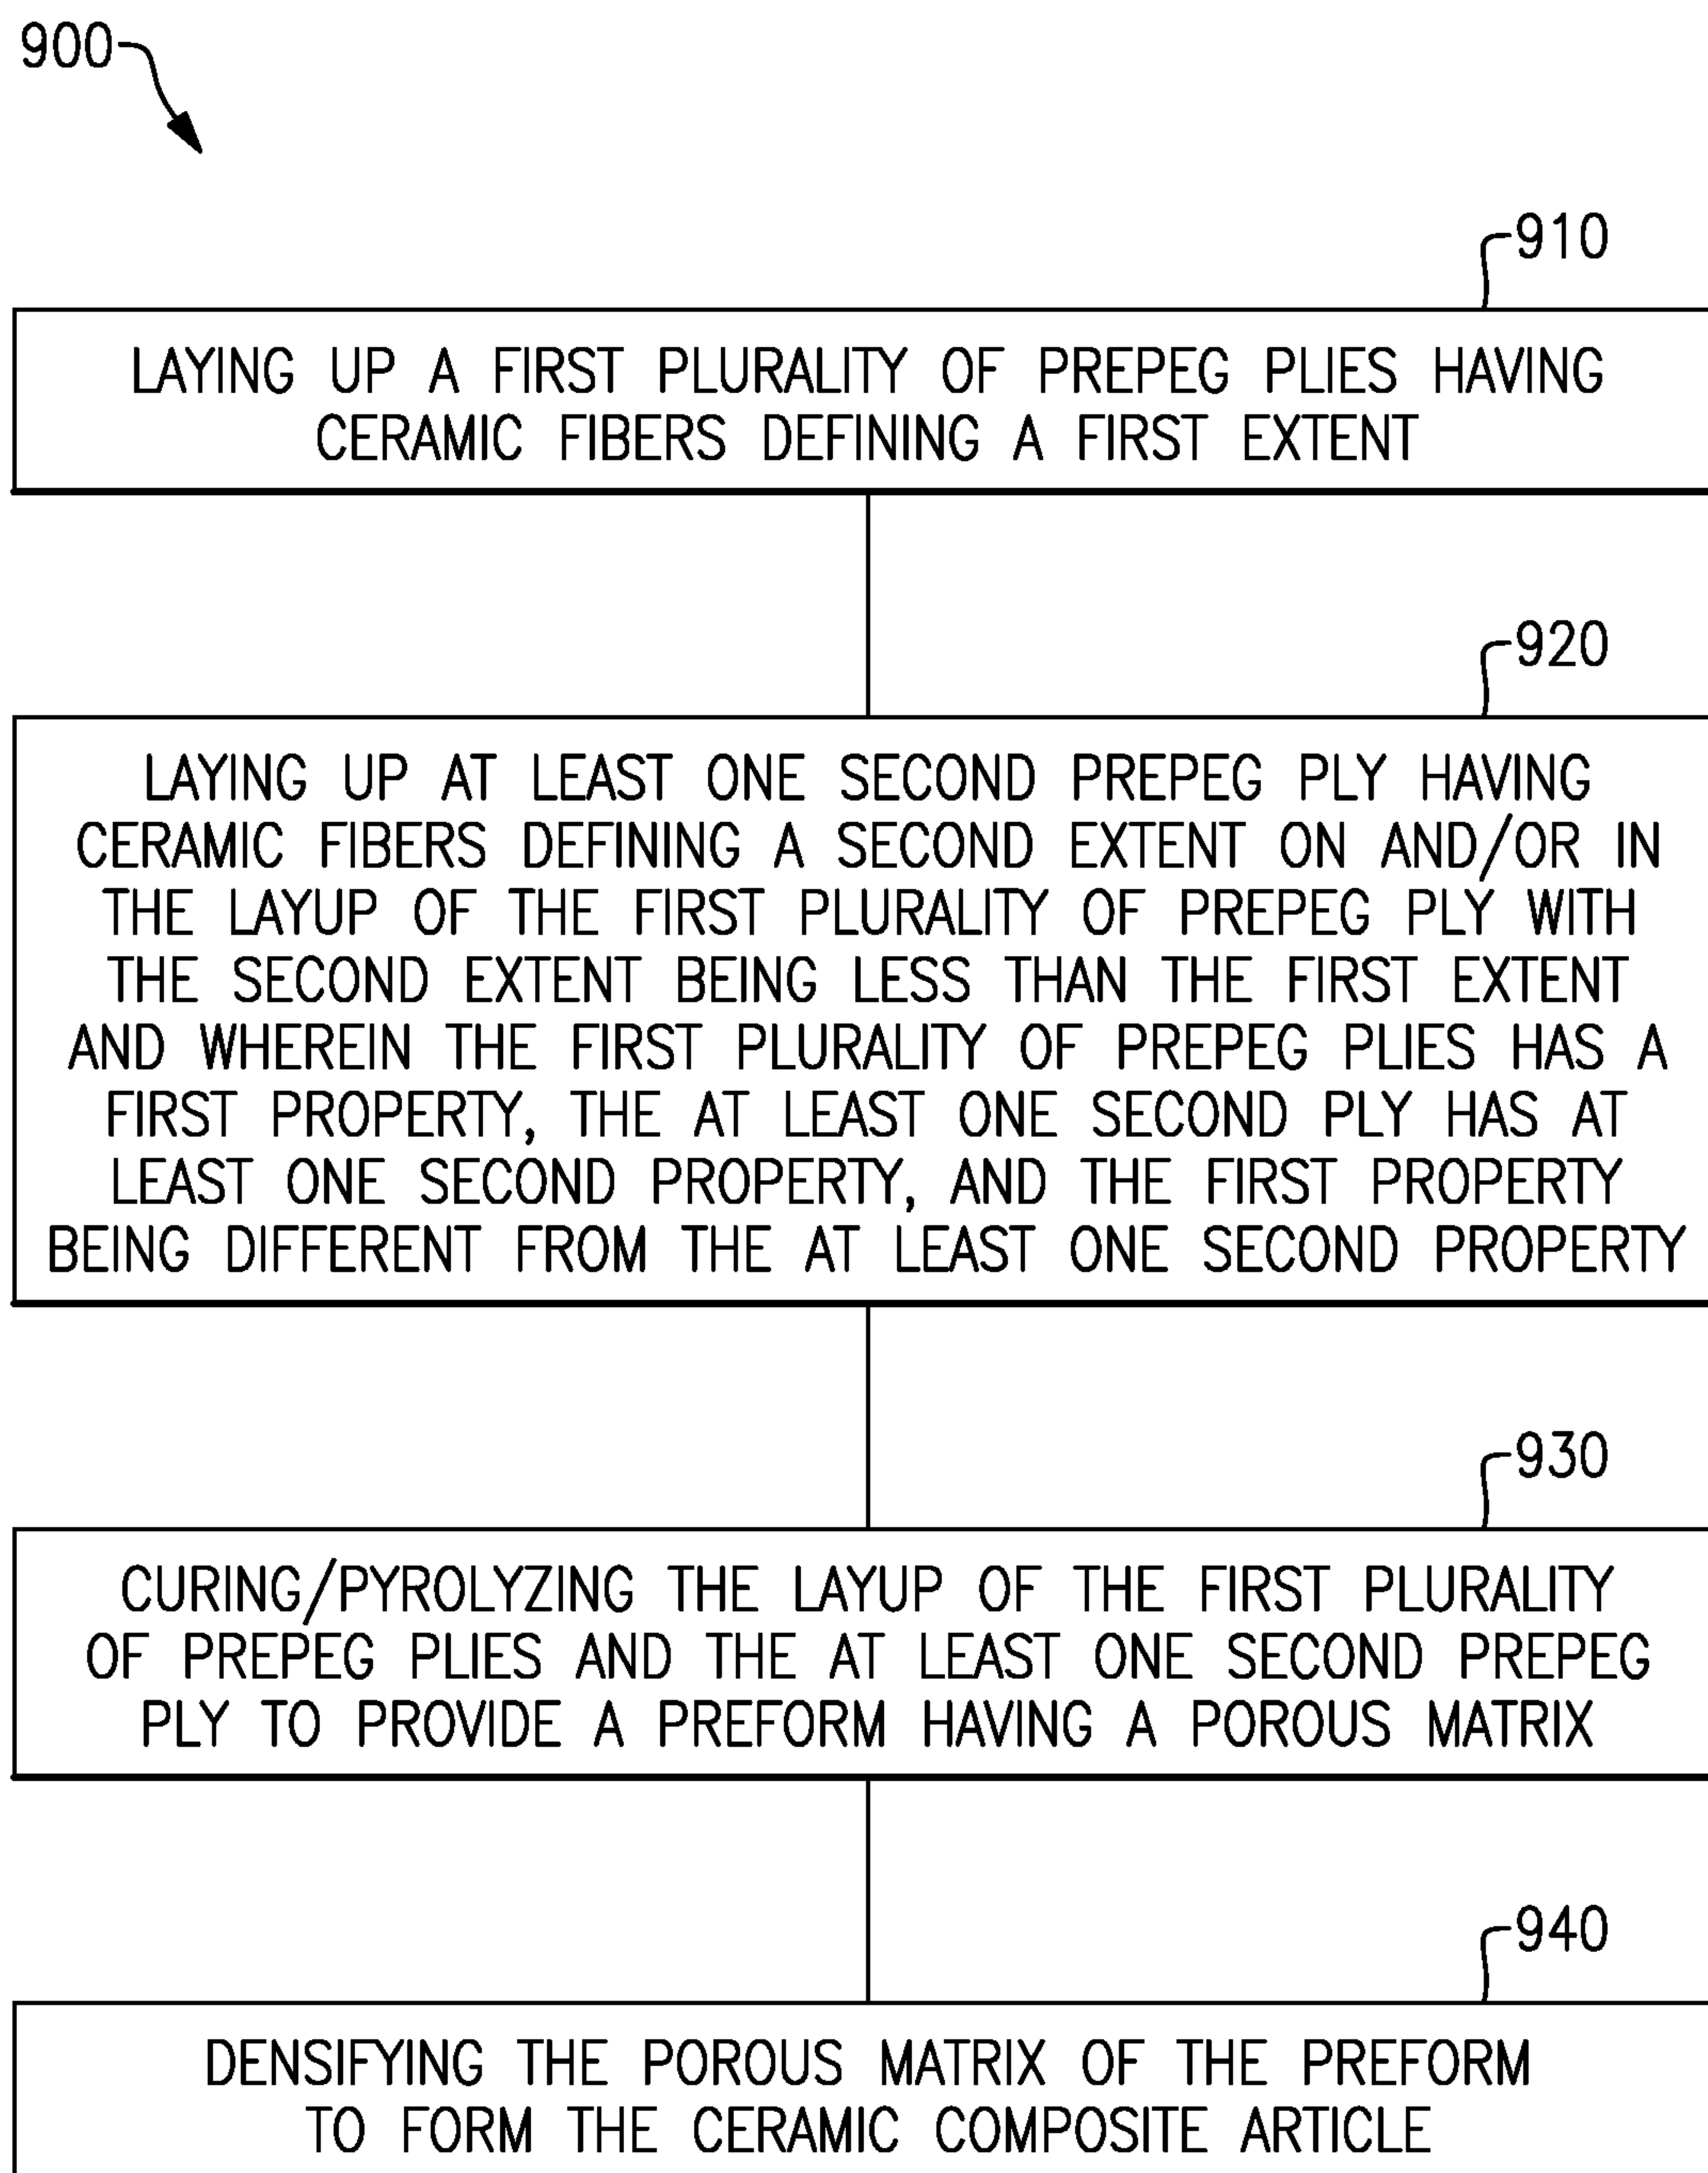 900
910
LAYING UP A FIRST PLURALITY OF PREPEG PLIES HAVING
CERAMIC FIBERS DEFINING A FIRST EXTENT
920
LAYING UP AT LEAST ONE SECOND PREPEG PLY HAVING
CERAMIC FIBERS DEFINING A SECOND EXTENT ON AND/OR IN
THE LAYUP OF THE FIRST PLURALITY OF PREPEG PLY WITH
THE SECOND EXTENT BEING LESS THAN THE FIRST EXTENT
AND WHEREIN THE FIRST PLURALITY OF PREPEG PLIES HAS A
FIRST PROPERTY, THE AT LEAST ONE SECOND PLY HAS AT
LEAST ONE SECOND PROPERTY, AND THE FIRST PROPERTY
BEING DIFFERENT FROM THE AT LEAST ONE SECOND PROPERTY
930
CURING/PYROLYZING THE LAYUP OF THE FIRST PLURALITY
OF PREPEG PLIES AND THE AT LEAST ONE SECOND PREPEG
PLY TO PROVIDE A PREFORM HAVING A POROUS MATRIX
940
DENSIFYING THE POROUS MATRIX OF THE PREFORM
TO FORM THE CERAMIC COMPOSITE ARTICLE